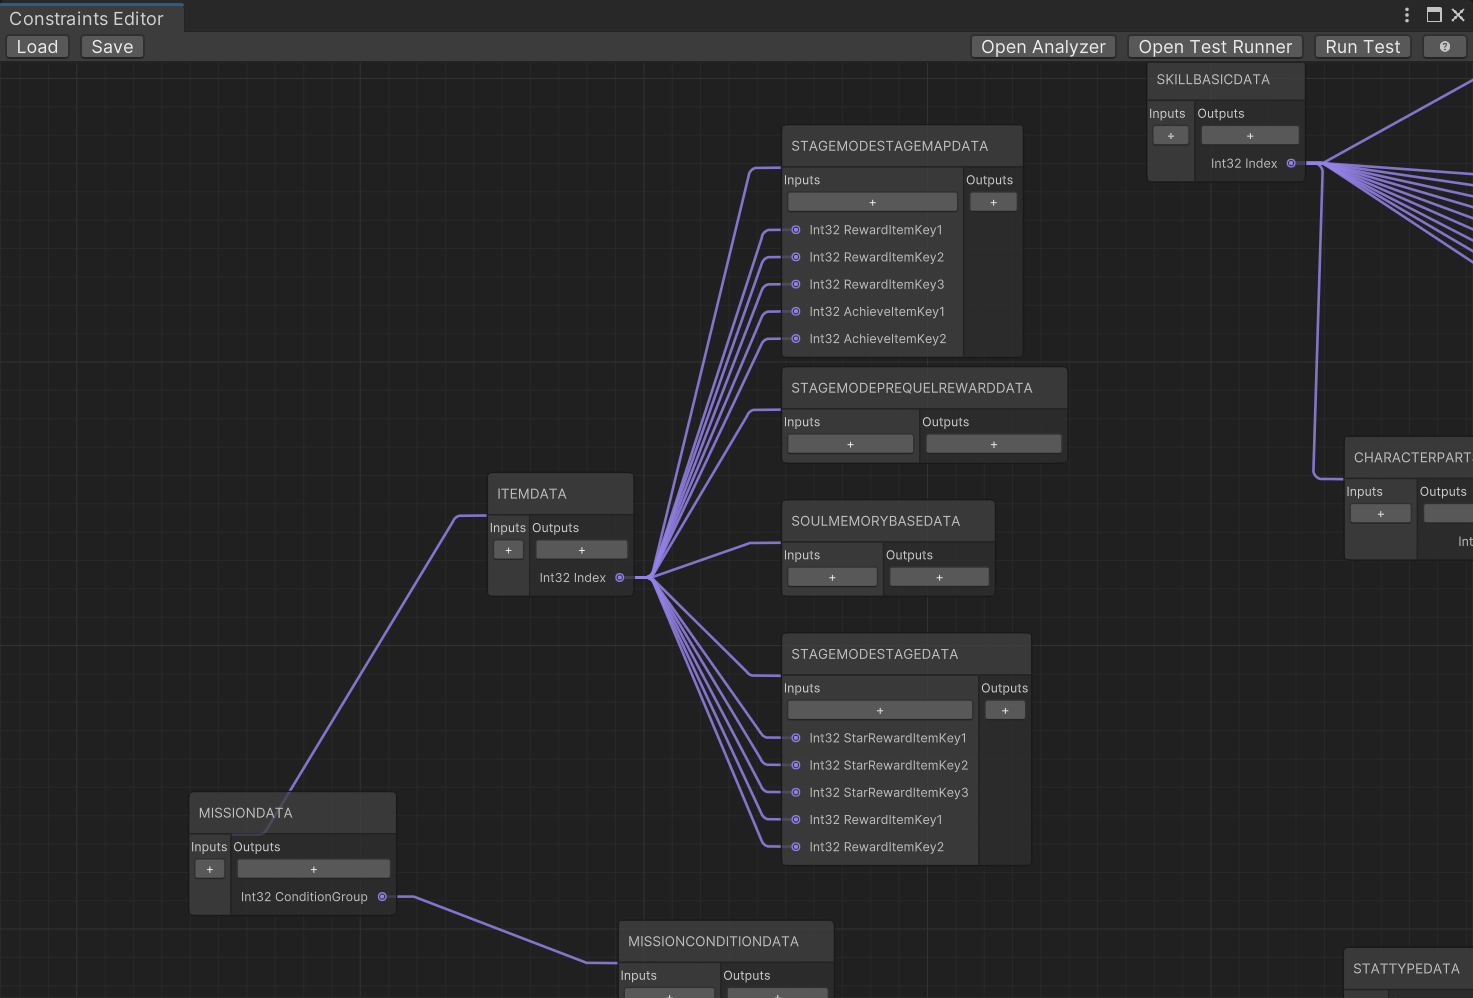 Constraints Editor
Load Save Open Analyzer Open Test Runner Run Test ?
SKILLBASICDATA
Inputs Outputs
+ +
Int32 Index
STAGEMODESTAGEMAPDATA
Inputs Outputs
+ +
Int32 RewardItemKey1
Int32 RewardItemKey2
Int32 RewardItemKey3
Int32 AchieveItemKey1
Int32 AchieveItemKey2
STAGEMODEPREQUELREWARDDATA
Inputs Outputs
+ +
CHARACTERPART
Inputs Outputs
+
Int
ITEMDATA
Inputs Outputs
+ +
Int32 Index
SOULMEMORYBASEDATA
Inputs Outputs
+ +
STAGEMODESTAGEDATA
Inputs Outputs
+ +
Int32 StarRewardItemKey1
Int32 StarRewardItemKey2
Int32 StarRewardItemKey3
Int32 RewardItemKey1
Int32 RewardItemKey2
MISSIONDATA
Inputs Outputs
+ +
Int32 ConditionGroup
MISSIONCONDITIONDATA
Inputs Outputs
+ +
STATTYPEDATA